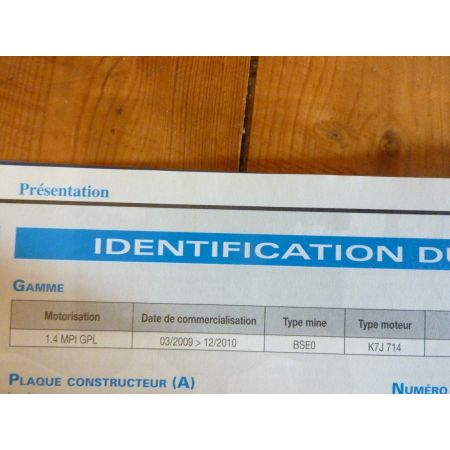 Présentation
IDENTIFICATION DU
GAMME
Motorisation Date de commercialisation Type mine Type moteur
1.4 MPI GPL 03/2009 > 12/2010 BSE0 K7J 714
PLAQUE CONSTRUCTEUR (A)
NUMÉRO